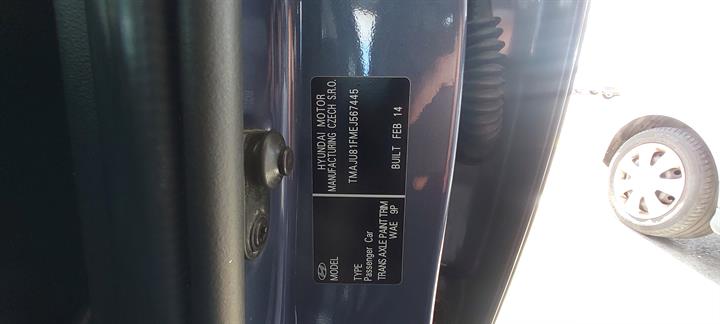 HYUNDAI MOTOR
MANUFACTURING CZECH S.R.O.
TMAJU81FMEJ567445
BUILT FEB 14
MODEL
TYPE
Passenger Car
TRANS AXLE PAINT TRIM
WAE 9P